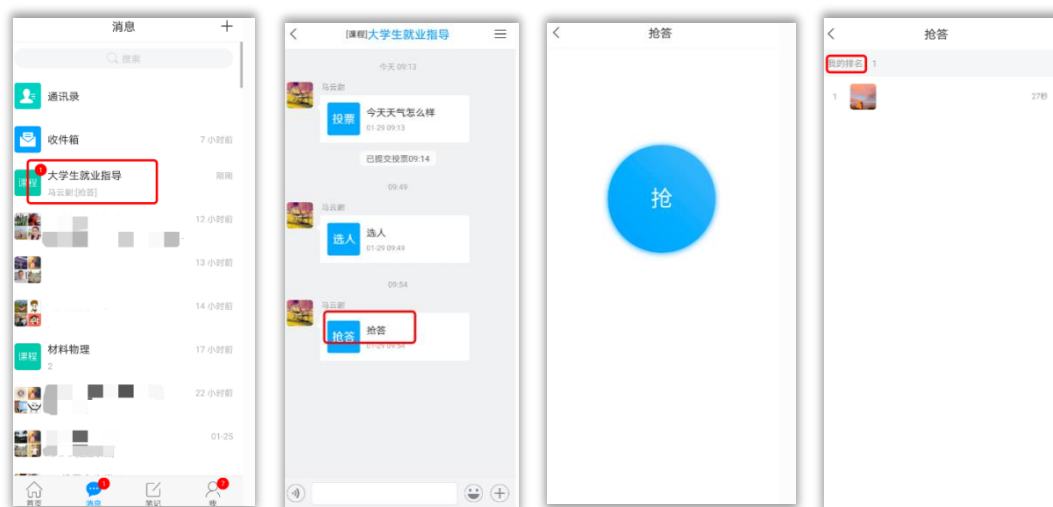 消息
搜索
通讯录
收件箱
7 小时前
课程
1
大学生就业指导
刚刚
马云尉:[抢答]
12 小时前
13 小时前
14 小时前
课程
材料物理
17 小时前
2
22 小时前
01-25
首页
1
消息
笔记
7
我
[课程]大学生就业指导
今天 09:13
马云尉
投票
今天天气怎么样
01-29 09:13
已提交投票09:14
09:49
马云尉
选人
选人
01-29 09:49
09:54
马云尉
抢答
抢答
01-29 09:54
抢答
抢
抢答
我的排名 1
1
27秒